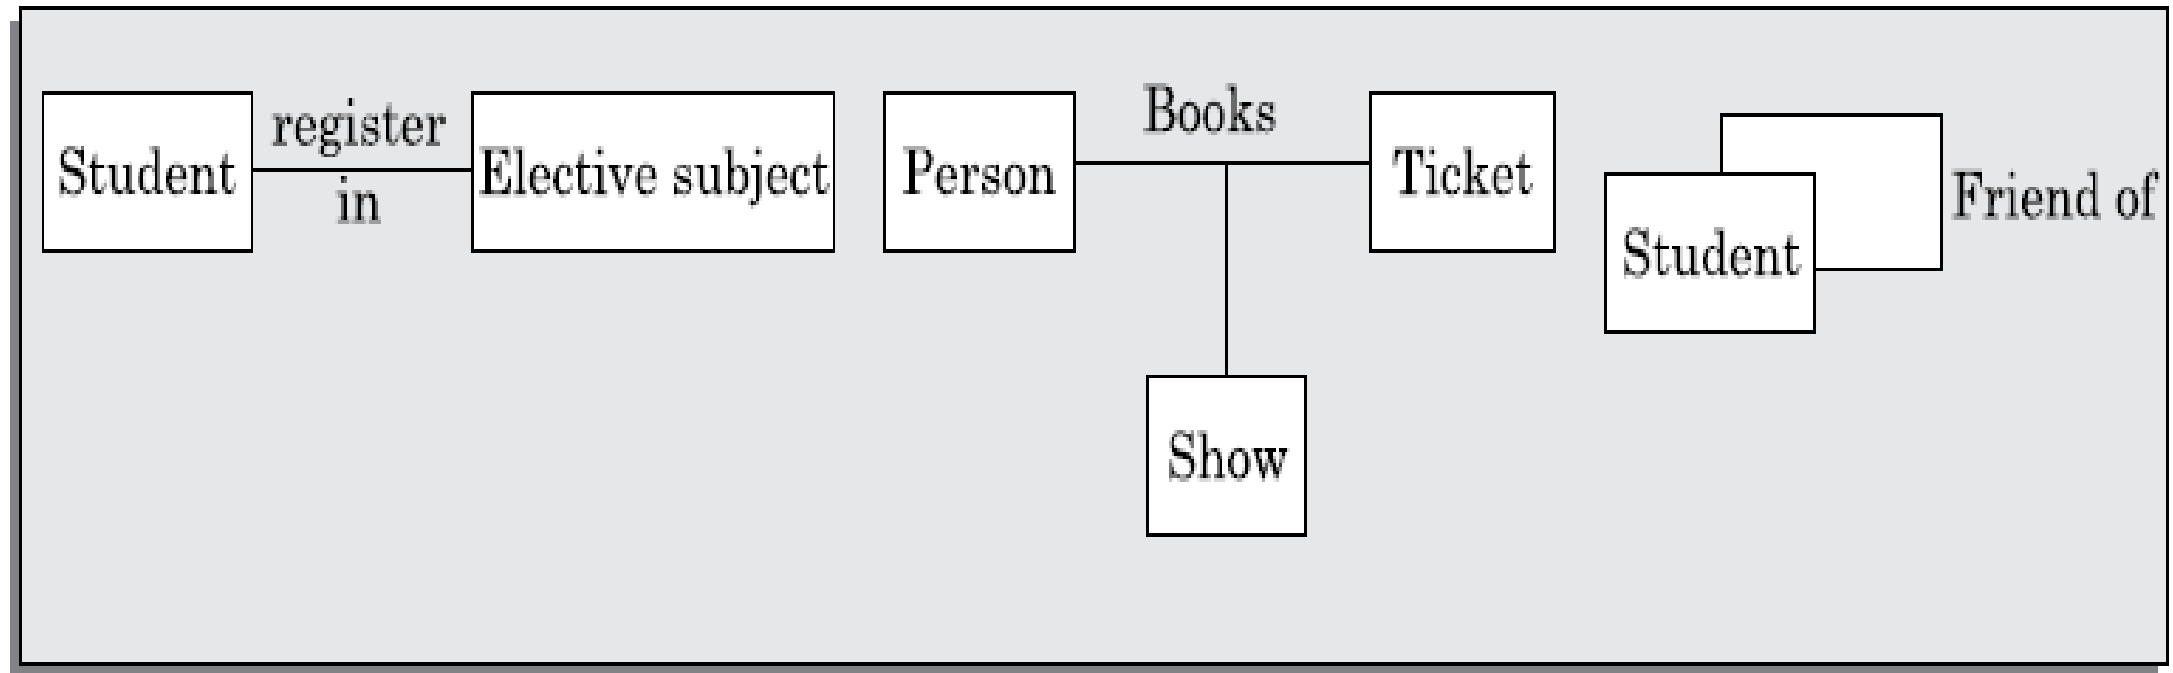 Student
register
in
Elective subject
Person
Books
Ticket
Show
Student
Friend of